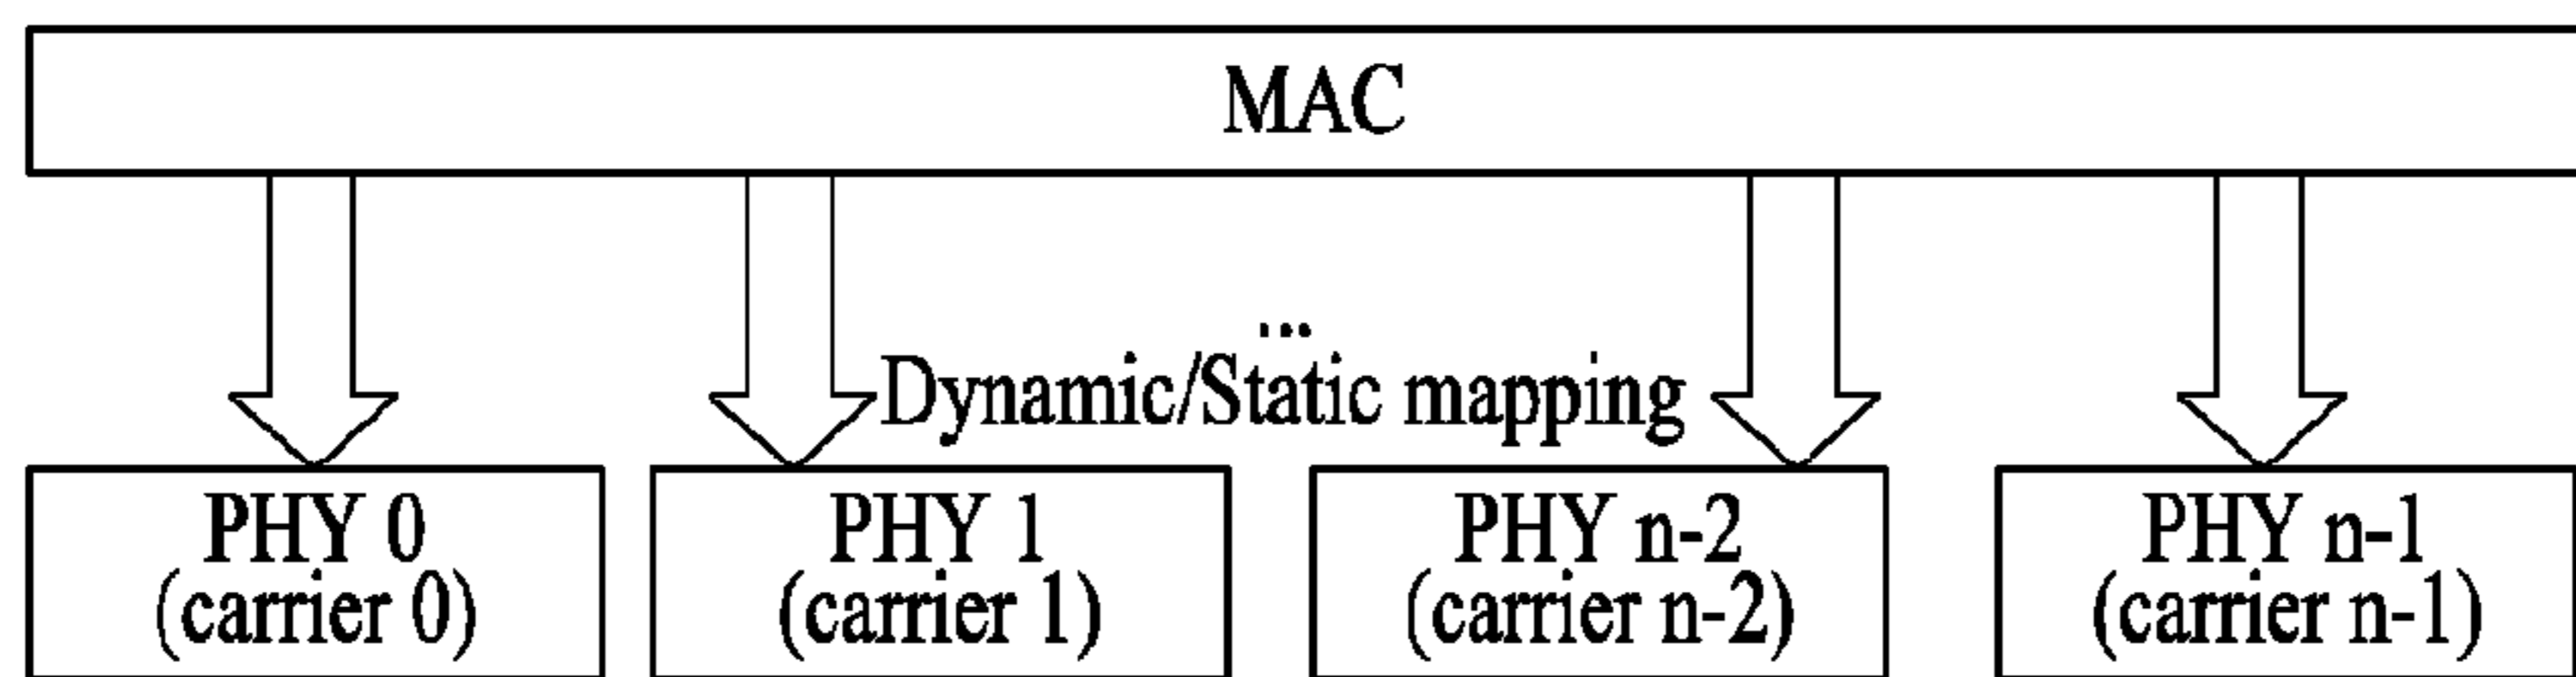 MAC
...
Dynamic/Static mapping
PHY 0
(carrier 0)
PHY 1
(carrier 1)
PHY n-2
(carrier n-2)
PHY n-1
(carrier n-1)